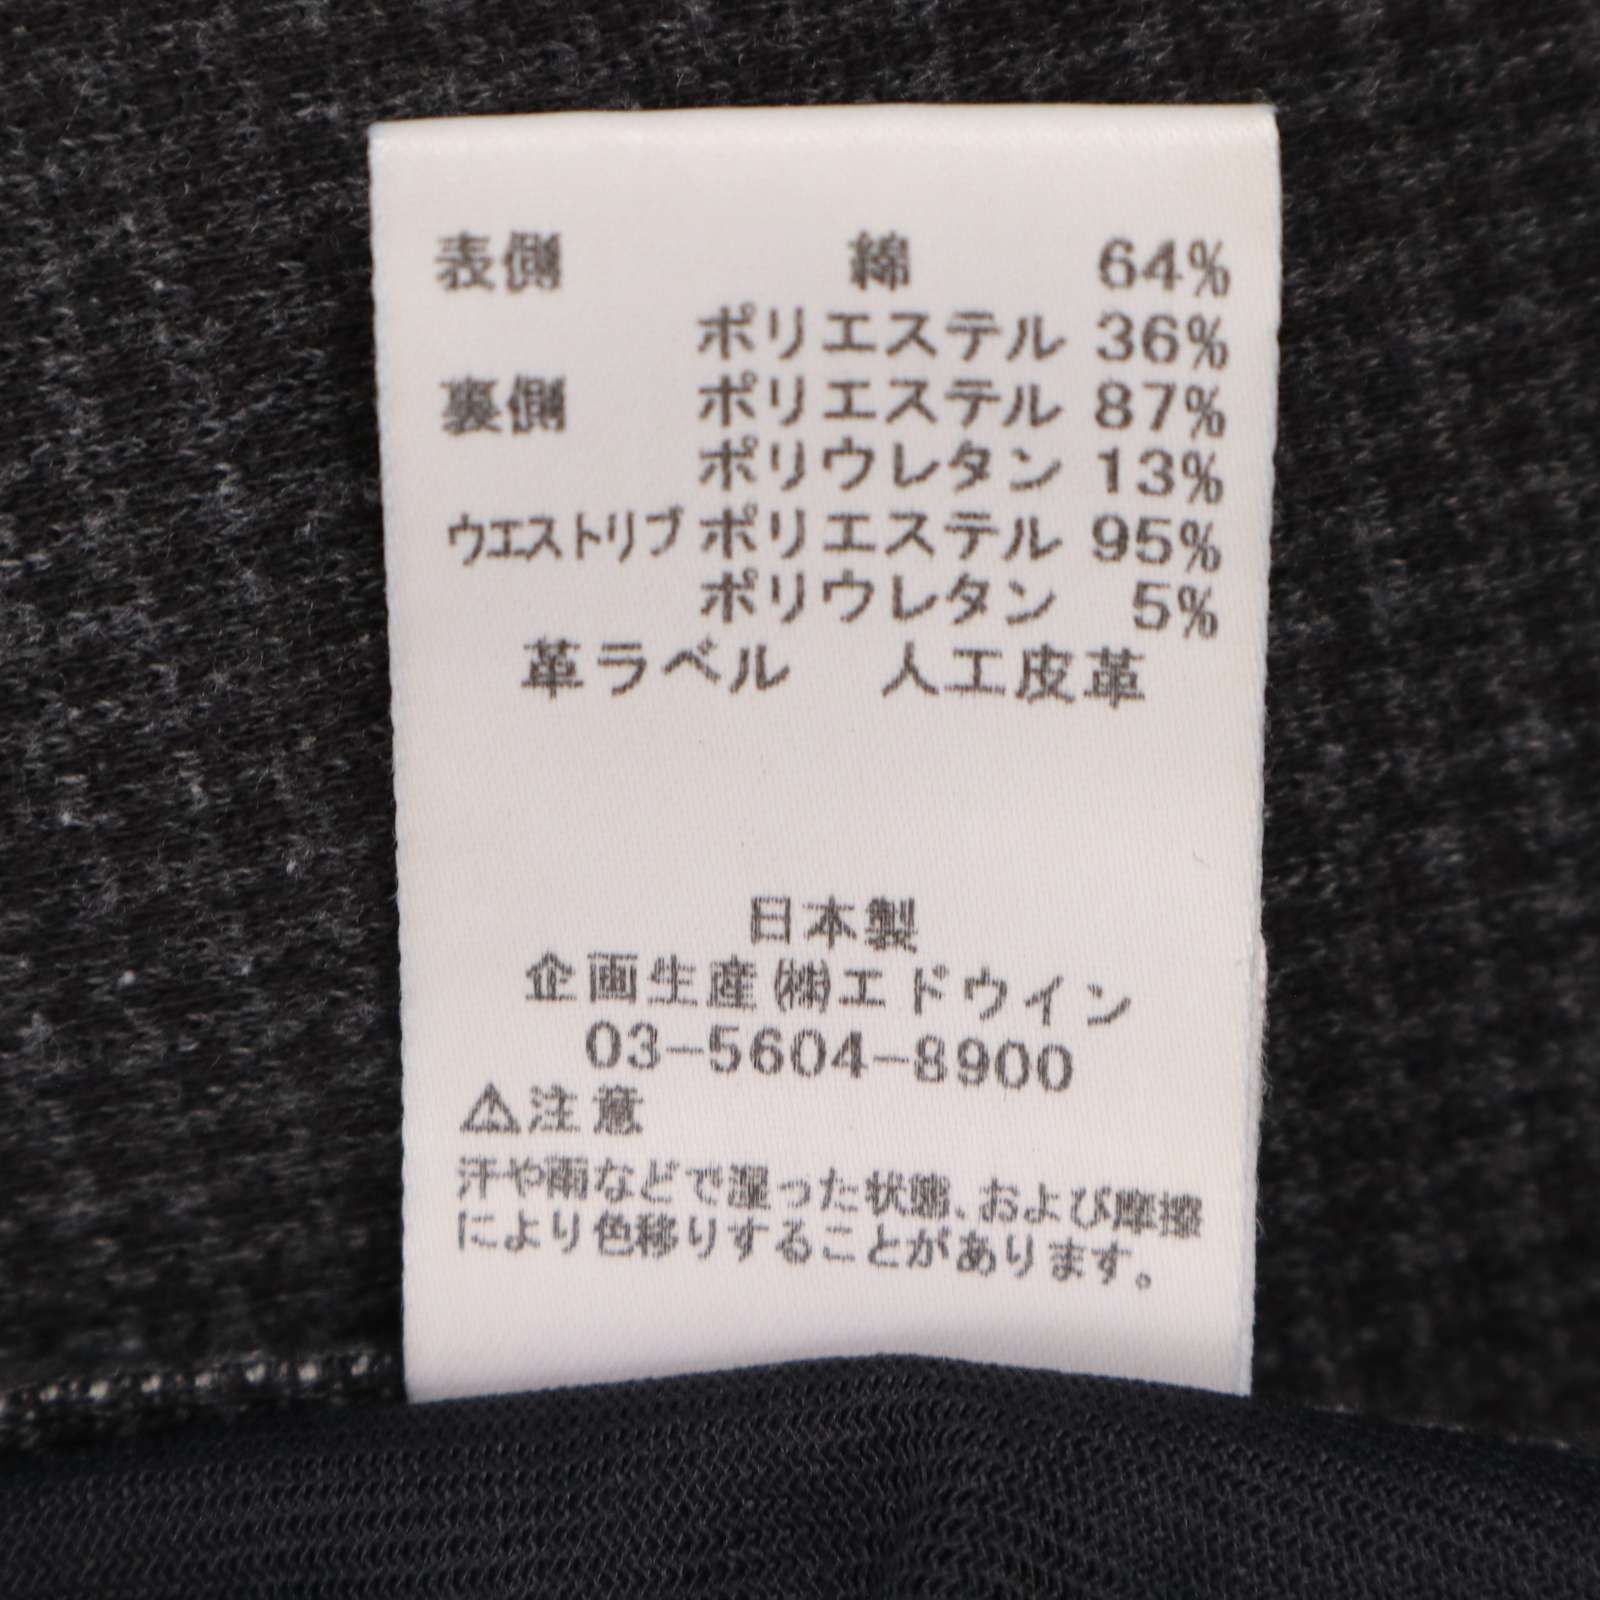 表側 綿 64%
ポリエステル 36%
裏側 ポリエステル 87%
ポリウレタン 13%
ウエストリブ ポリエステル 95%
ポリウレタン 5%
革ラベル 人工皮革
日本製
企画生産㈱エドウイン
03-5604-8900
⚠注意
汗や雨などで湿った状態、および摩擦
により色移りすることがあります。